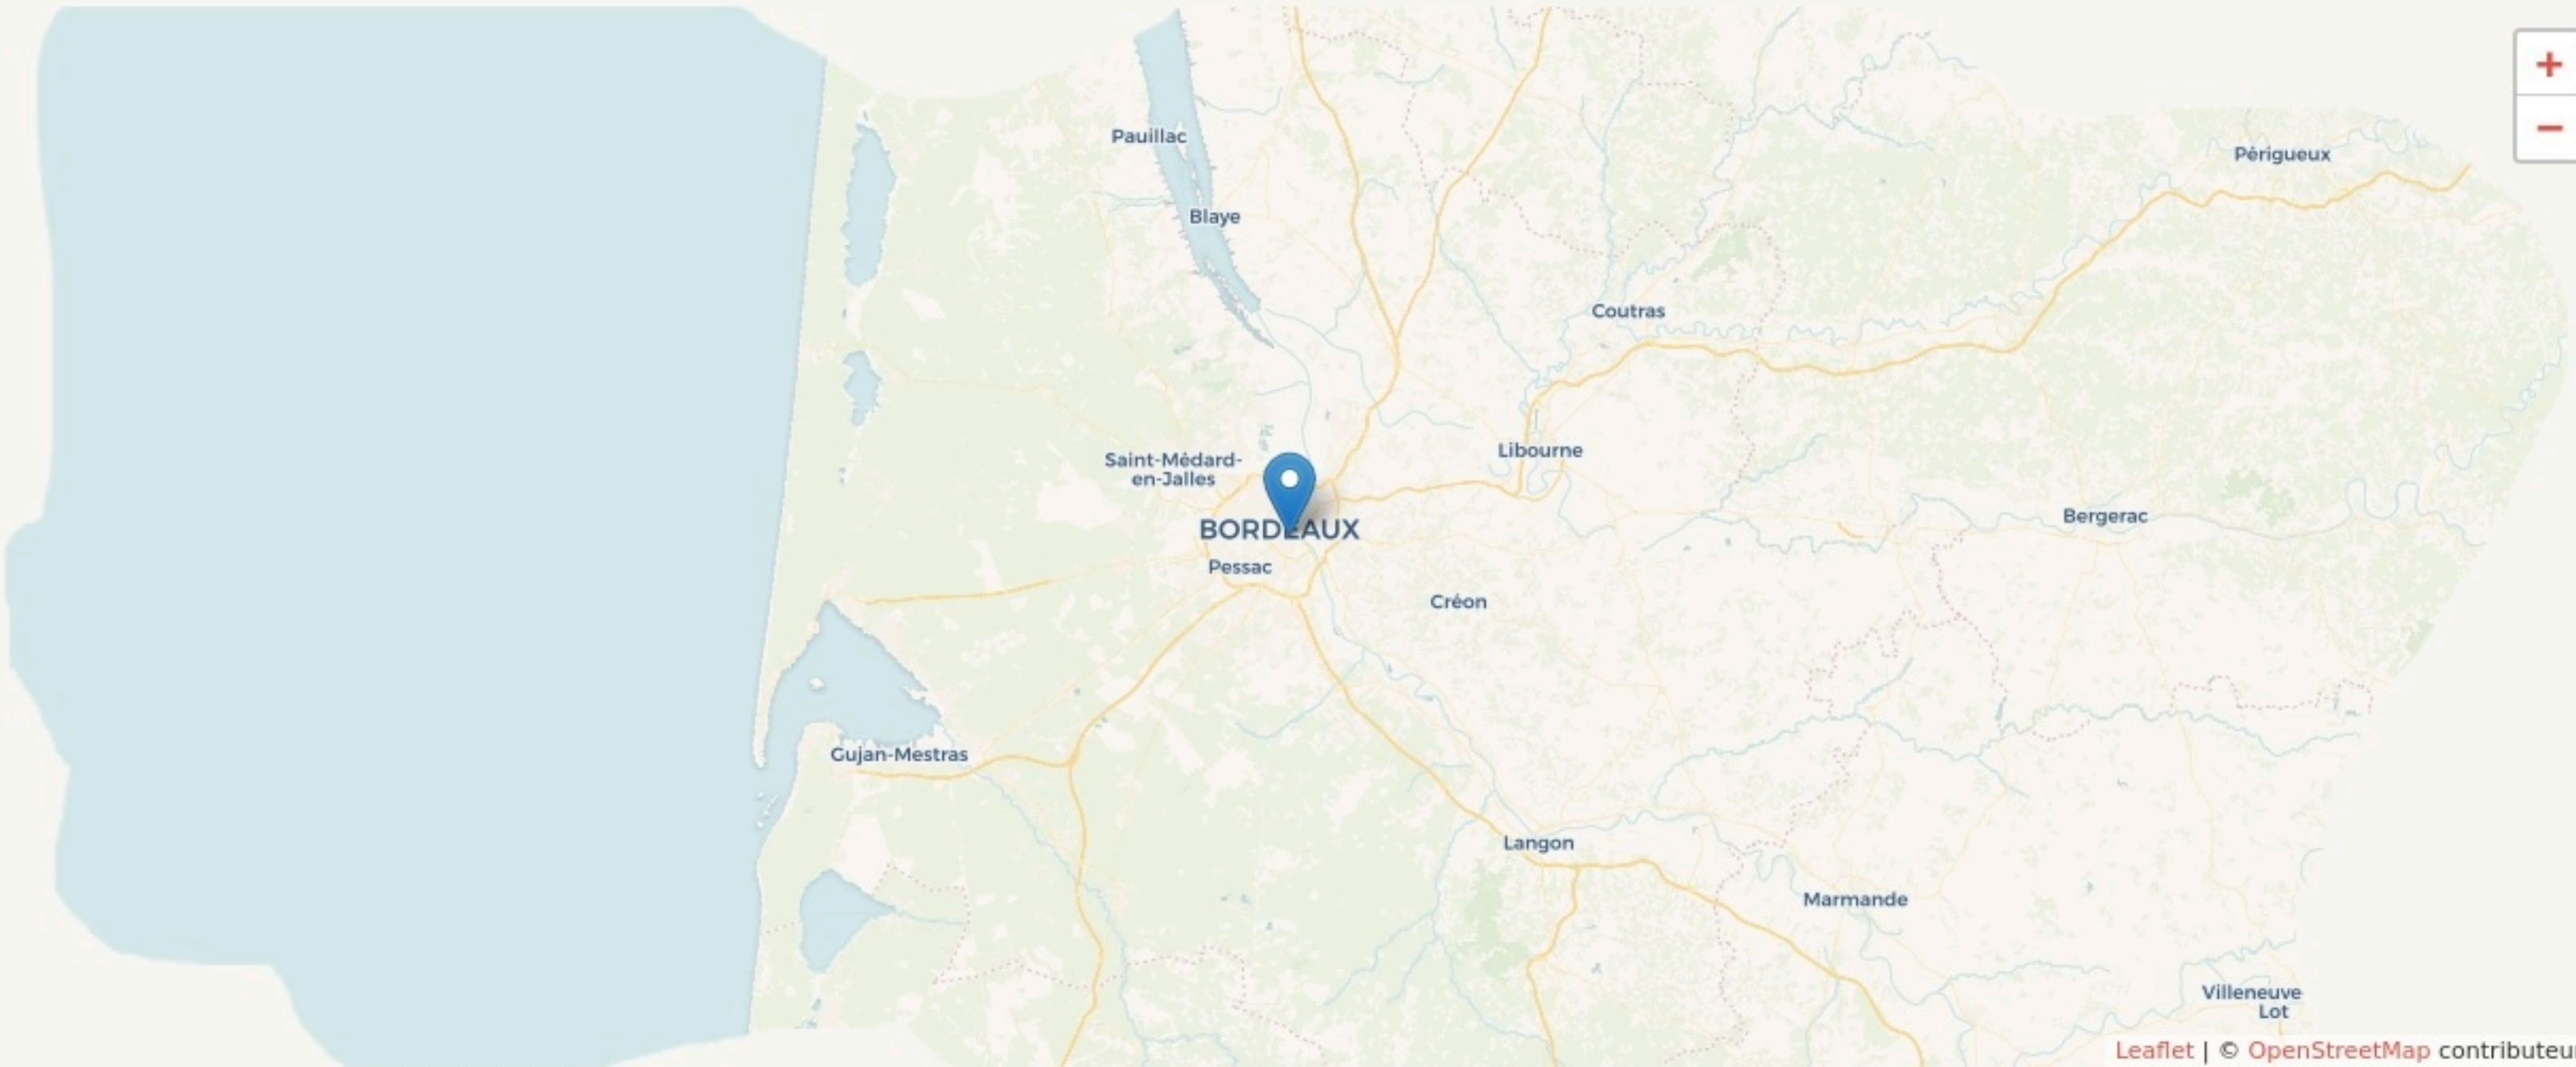 +
Pauillac
−
Périgueux
Blaye
Coutras
Libourne
Saint-Médard-
en-Jalles
Bergerac
BORDEAUX
Pessac
Créon
Gujan-Mestras
Langon
Marmande
Villeneuve
Lot
Leaflet | © OpenStreetMap contributeur